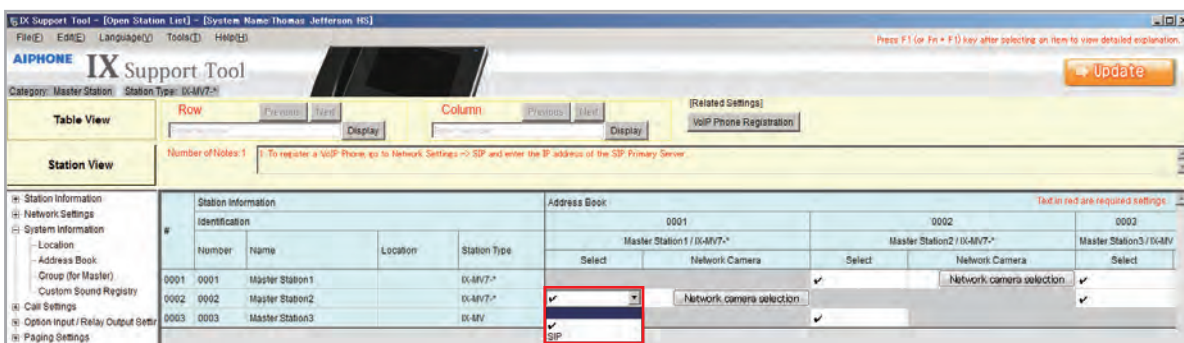 IX Support Tool - [Open Station List] - [System Name:Thomas Jefferson HS]
File(F) Edit(E) Language(V) Tools(T) Help(H)
Press F1 (or Fn + F1) key after selecting an item to view detailed explanation.
AIPHONE IX Support Tool
Update
Category: Master Station Station Type: IX-MV7-*
Table View
Row
Previous Next
Display
Column
Previous Next
Display
[Related Settings]
VoIP Phone Registration
Station View
Number of Notes: 1
1. To register a VoIP Phone, go to Network Settings -> SIP and enter the IP address of the SIP Primary Server.
Station Information
Network Settings
System Information
Location
Address Book
Group (for Master)
Custom Sound Registry
Call Settings
Option Input / Relay Output Settin
Paging Settings
Station Information Address Book Text in red are required settings
# Identification 0001 0002 0003
Master Station1 / IX-MV7-* Master Station2 / IX-MV7-* Master Station3 / IX-MV
Number Name Location Station Type Select Network Camera Select Network Camera Select
0001 0001 Master Station1 IX-MV7-* ✔ Network camera selection ✔
0002 0002 Master Station2 IX-MV7-* ✔ Network camera selection ✔
0003 0003 Master Station3 IX-MV ✔ ✔
SIP